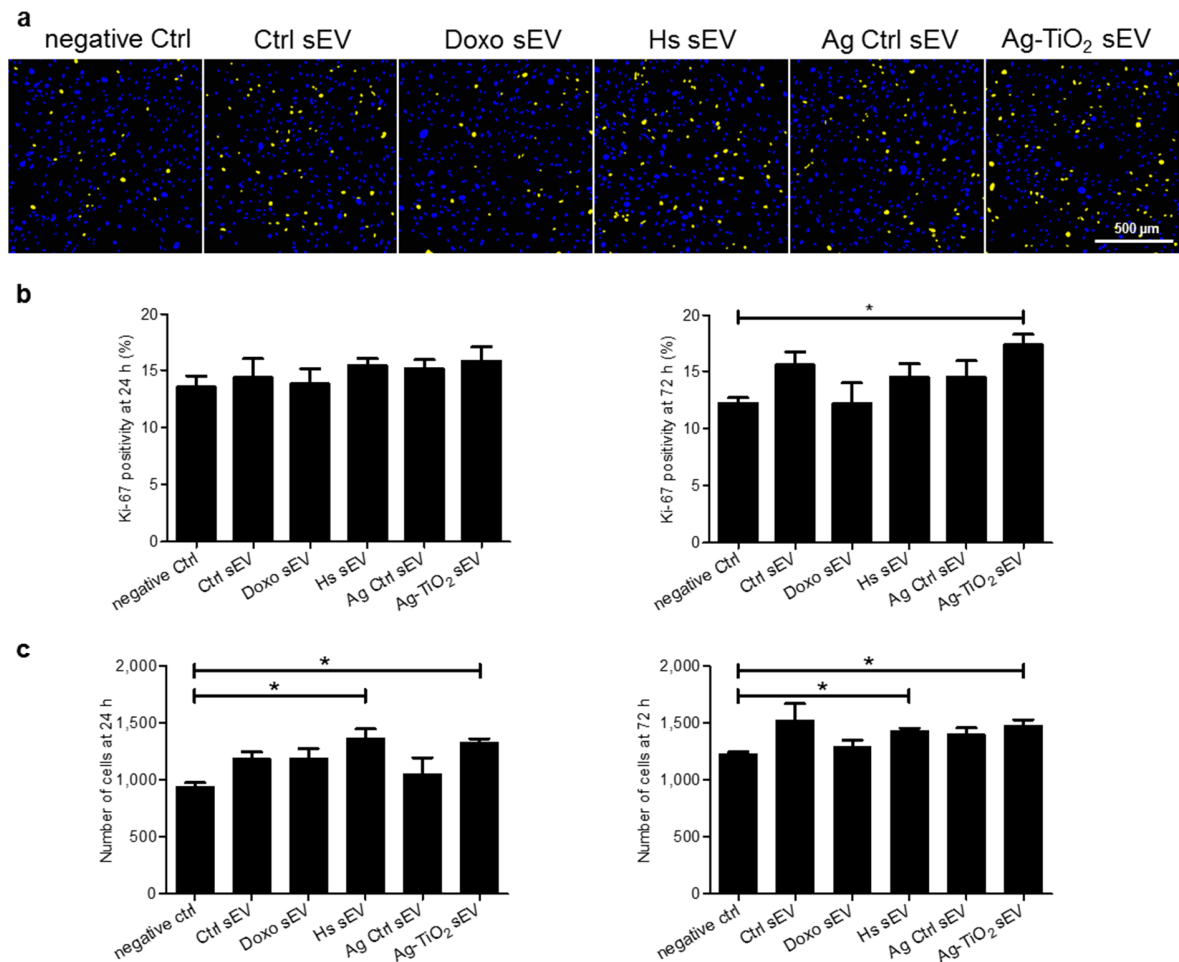 a
negative Ctrl Ctrl sEV Doxo sEV Hs sEV Ag Ctrl sEV Ag-TiO₂ sEV
500 µm
b
Ki-67 positivity at 24 h (%)
20
15
10
5
0
negative Ctrl
Ctrl sEV
Doxo sEV
Hs sEV
Ag Ctrl sEV
Ag-TiO₂ sEV
Ki-67 positivity at 72 h (%)
20
15
10
5
0
*
negative Ctrl
Ctrl sEV
Doxo sEV
Hs sEV
Ag Ctrl sEV
Ag-TiO₂ sEV
c
Number of cells at 24 h
2,000
1,500
1,000
500
0
*
*
negative ctrl
Ctrl sEV
Doxo sEV
Hs sEV
Ag Ctrl sEV
Ag-TiO₂ sEV
Number of cells at 72 h
2,000
1,500
1,000
500
0
*
*
negative ctrl
Ctrl sEV
Doxo sEV
Hs sEV
Ag Ctrl sEV
Ag-TiO₂ sEV